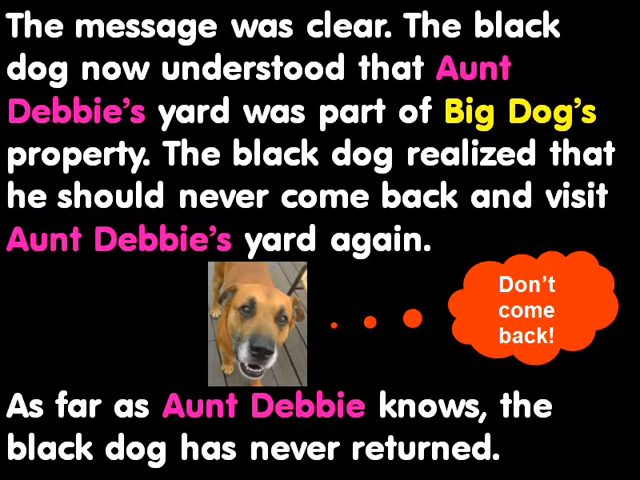 The message was clear. The black
dog now understood that Aunt
Debbie’s yard was part of Big Dog’s
property. The black dog realized that
he should never come back and visit
Aunt Debbie’s yard again.
Don’t
come
back!
As far as Aunt Debbie knows, the
black dog has never returned.